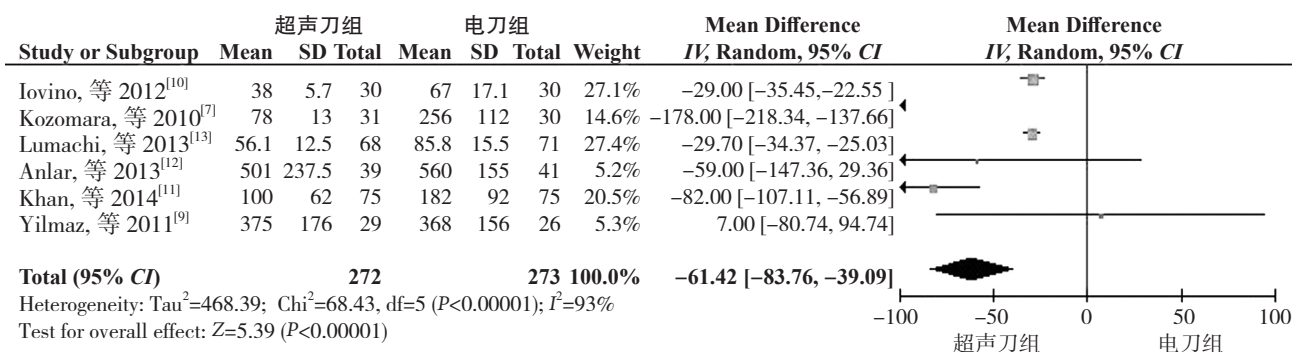 超声刀组 电刀组 Mean Difference Mean Difference
Study or Subgroup Mean SD Total Mean SD Total Weight IV, Random, 95% CI IV, Random, 95% CI
Iovino, 等 2012[10] 38 5.7 30 67 17.1 30 27.1% −29.00 [−35.45,−22.55 ]
Kozomara, 等 2010[7] 78 13 31 256 112 30 14.6% −178.00 [−218.34, −137.66]
Lumachi, 等 2013[13] 56.1 12.5 68 85.8 15.5 71 27.4% −29.70 [−34.37, −25.03]
Anlar, 等 2013[12] 501 237.5 39 560 155 41 5.2% −59.00 [−147.36, 29.36]
Khan, 等 2014[11] 100 62 75 182 92 75 20.5% −82.00 [−107.11, −56.89]
Yilmaz, 等 2011[9] 375 176 29 368 156 26 5.3% 7.00 [−80.74, 94.74]
Total (95% CI) 272 273 100.0% −61.42 [−83.76, −39.09]
Heterogeneity: Tau²=468.39; Chi²=68.43, df=5 (P<0.00001); I²=93%
Test for overall effect: Z=5.39 (P<0.00001)
−100 −50 0 50 100
超声刀组 电刀组